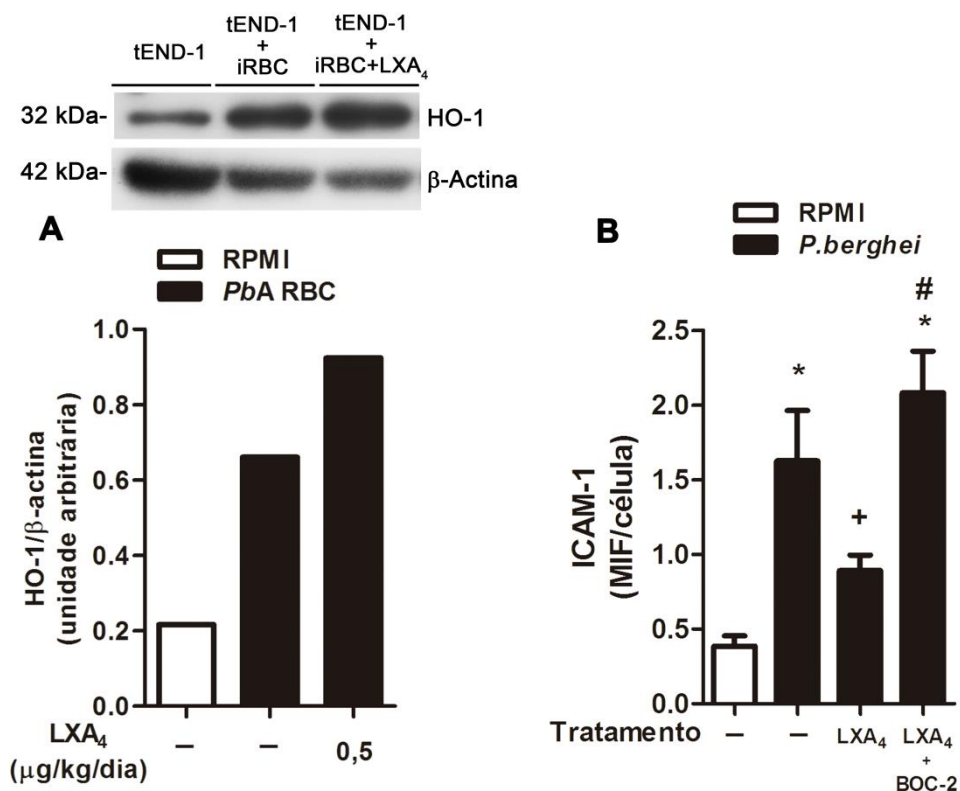 tEND-1
tEND-1
+
iRBC
tEND-1
+
iRBC+LXA₄
32 kDa-
HO-1
42 kDa-
β-Actina
A
RPMI
PbA RBC
HO-1/β-actina
(unidade arbitrária)
1.0
0.8
0.6
0.4
0.2
0.0
LXA₄
(μg/kg/dia)
–
–
0,5
B
RPMI
P.berghei
ICAM-1
(MIF/célula)
2.5
2.0
1.5
1.0
0.5
0.0
*
+
#
*
Tratamento
–
–
LXA₄
LXA₄
+
BOC-2